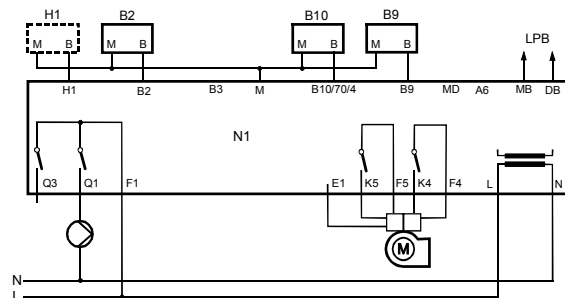 H1 B2 B10 B9
M B M B M B M B LPB
H1 B2 B3 M B10/70/4 B9 MD A6 MB DB
N1
Q3 Q1 F1 E1 K5 F5 K4 F4 L N
M
N
L